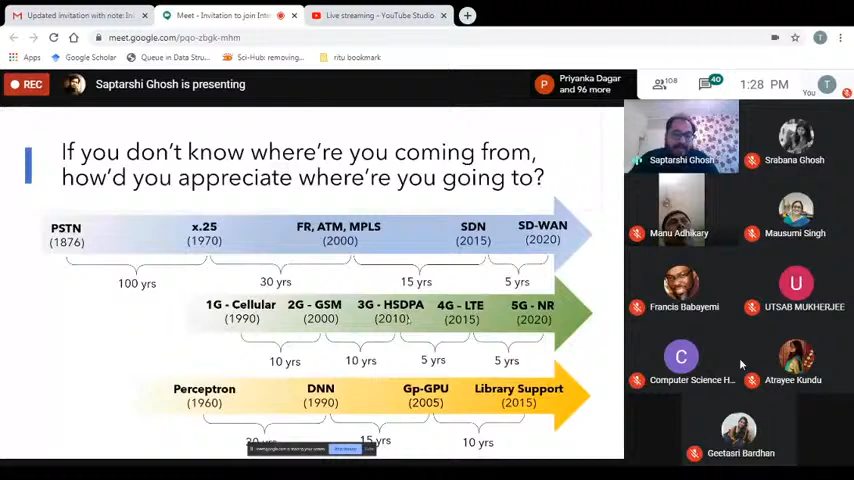 Updated invitation with note: In
Meet - Invitation to join Inte
Live streaming - YouTube Studio
meet.google.com/pqo-zbgk-mhm
T
Apps
Google Scholar
Queue in Data Stru...
Sci-Hub: removing...
ritu bookmark
REC
Saptarshi Ghosh is presenting
P
Priyanka Dagar
and 96 more
108
40
1:28 PM
T
You
If you don't know where're you coming from,
how'd you appreciate where're you going to?
PSTN
(1876)
x.25
(1970)
FR, ATM, MPLS
(2000)
SDN
(2015)
SD-WAN
(2020)
100 yrs
30 yrs
15 yrs
5 yrs
1G - Cellular
(1990)
2G - GSM
(2000)
3G - HSDPA
(2010)
4G - LTE
(2015)
5G - NR
(2020)
10 yrs
10 yrs
5 yrs
5 yrs
Perceptron
(1960)
DNN
(1990)
Gp-GPU
(2005)
Library Support
(2015)
30 yrs
15 yrs
10 yrs
Saptarshi Ghosh
Srabana Ghosh
Manu Adhikary
Mausumi Singh
Francis Babayemi
U
UTSAB MUKHERJEE
C
Computer Science H...
Atrayee Kundu
Geetasri Bardhan